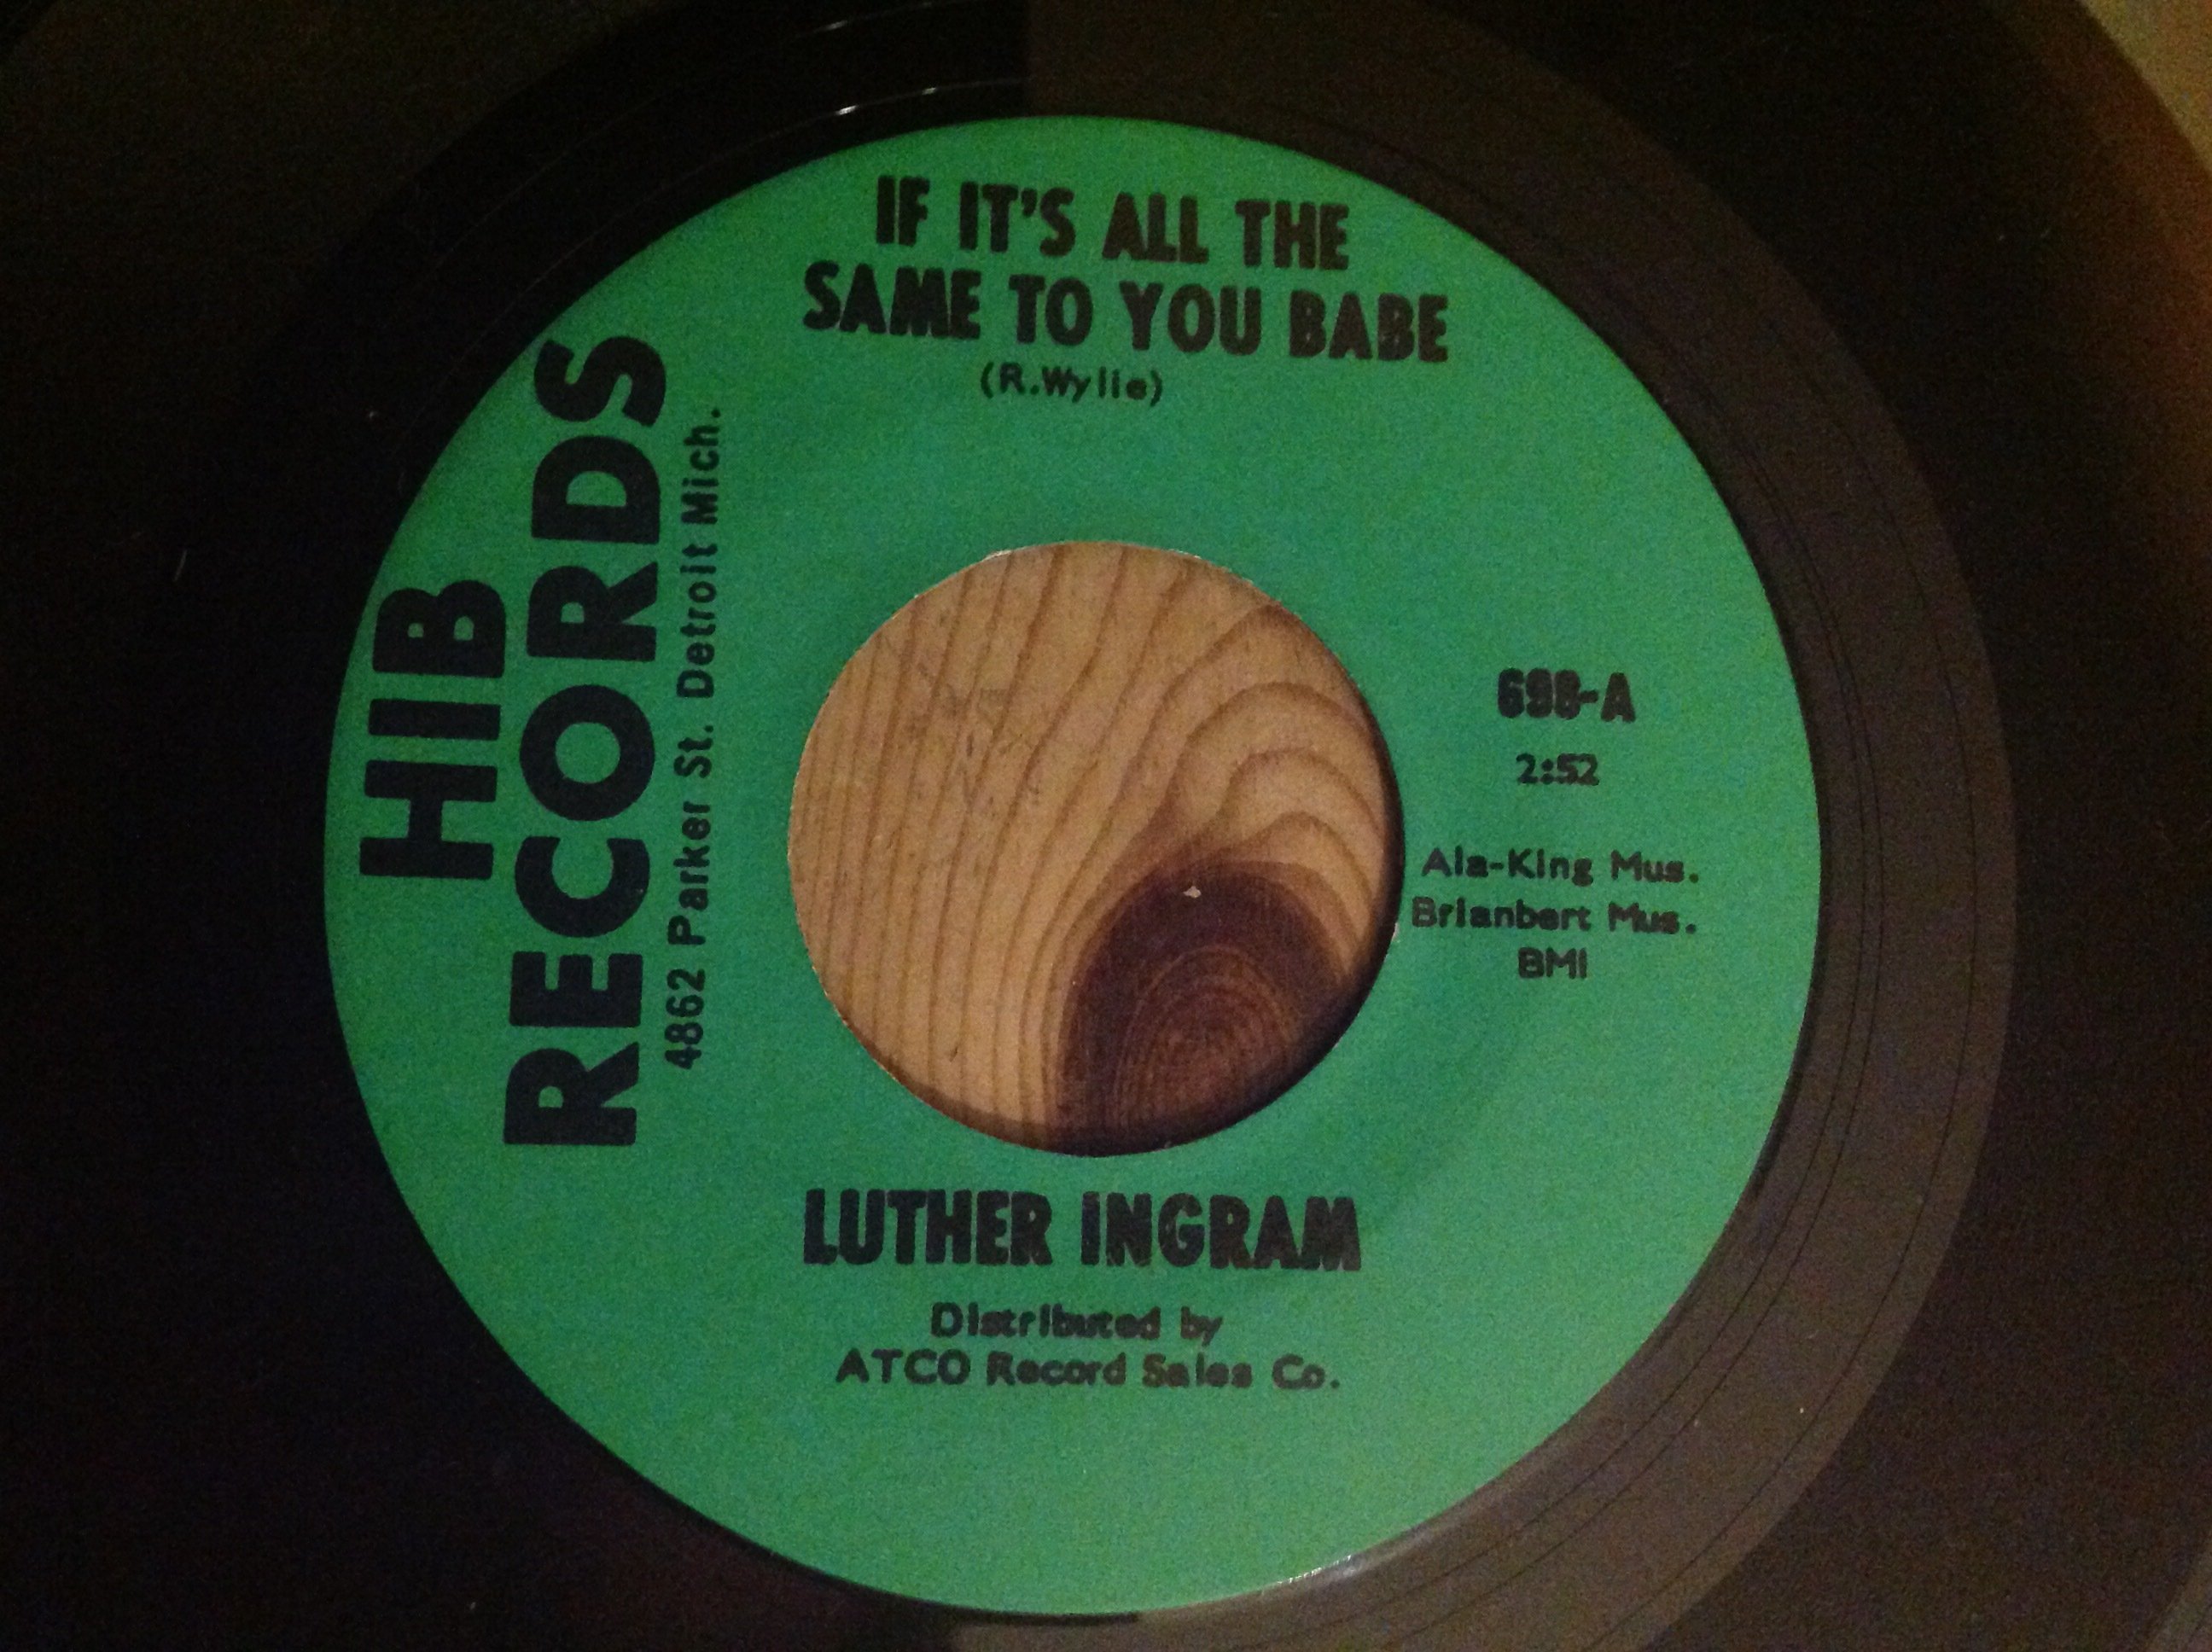 IF IT'S ALL THE
SAME TO YOU BABE
(R.Wylie)
HIB
RECORDS
4862 Parker St. Detroit Mich.
698-A
2:52
Ala-King Mus.
Brianbert Mus.
BMI
LUTHER INGRAM
Distributed by
ATCO Record Sales Co.